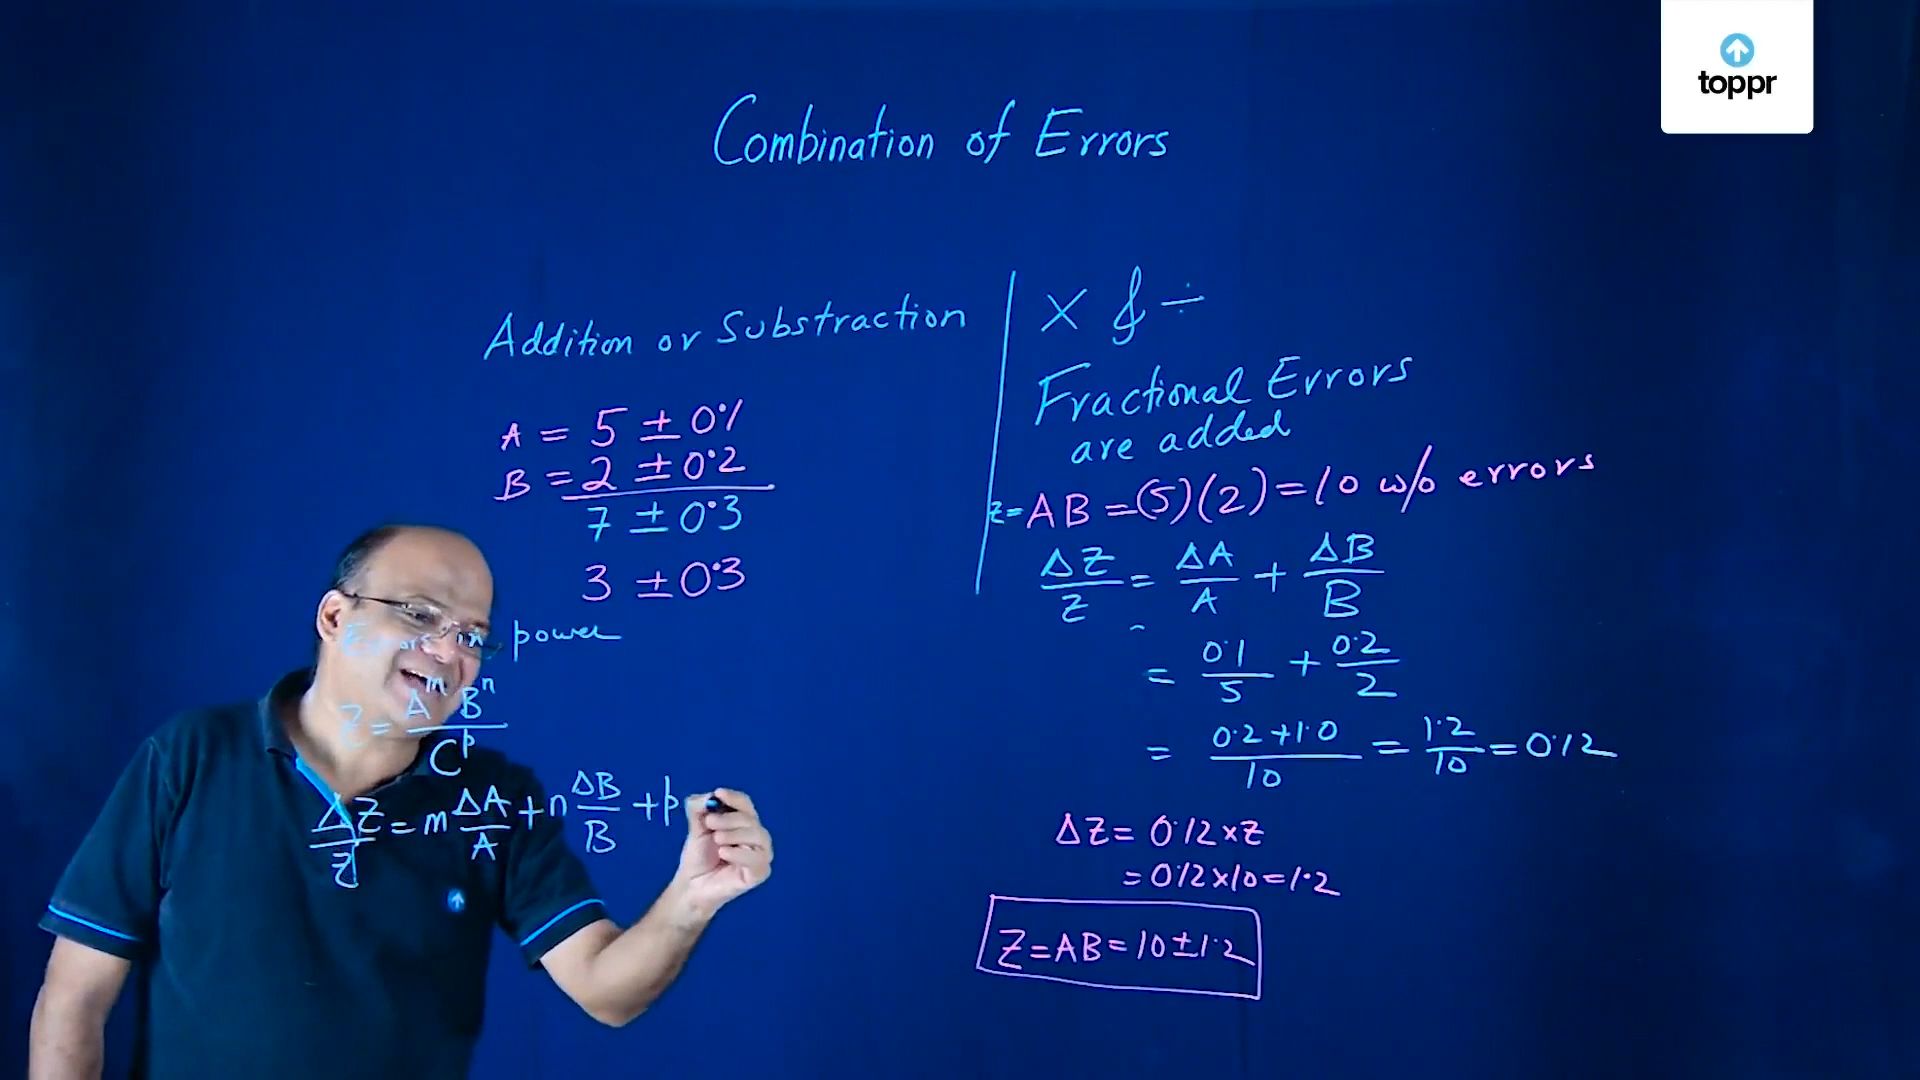 toppr
Combination of Errors
Addition or Substraction
A = 5 ± 0.1
B = 2 ± 0.2
7 ± 0.3
3 ± 0.3
Error in power
Z = A^m B^n / C^p
ΔZ/Z = m ΔA/A + n ΔB/B + p
× & ÷
Fractional Errors
are added
Z = AB = (5)(2) = 10 w/o errors
ΔZ/Z = ΔA/A + ΔB/B
= 0.1/5 + 0.2/2
= 0.2+1.0/10 = 1.2/10 = 0.12
ΔZ = 0.12 × Z
= 0.12 × 10 = 1.2
Z = AB = 10 ± 1.2